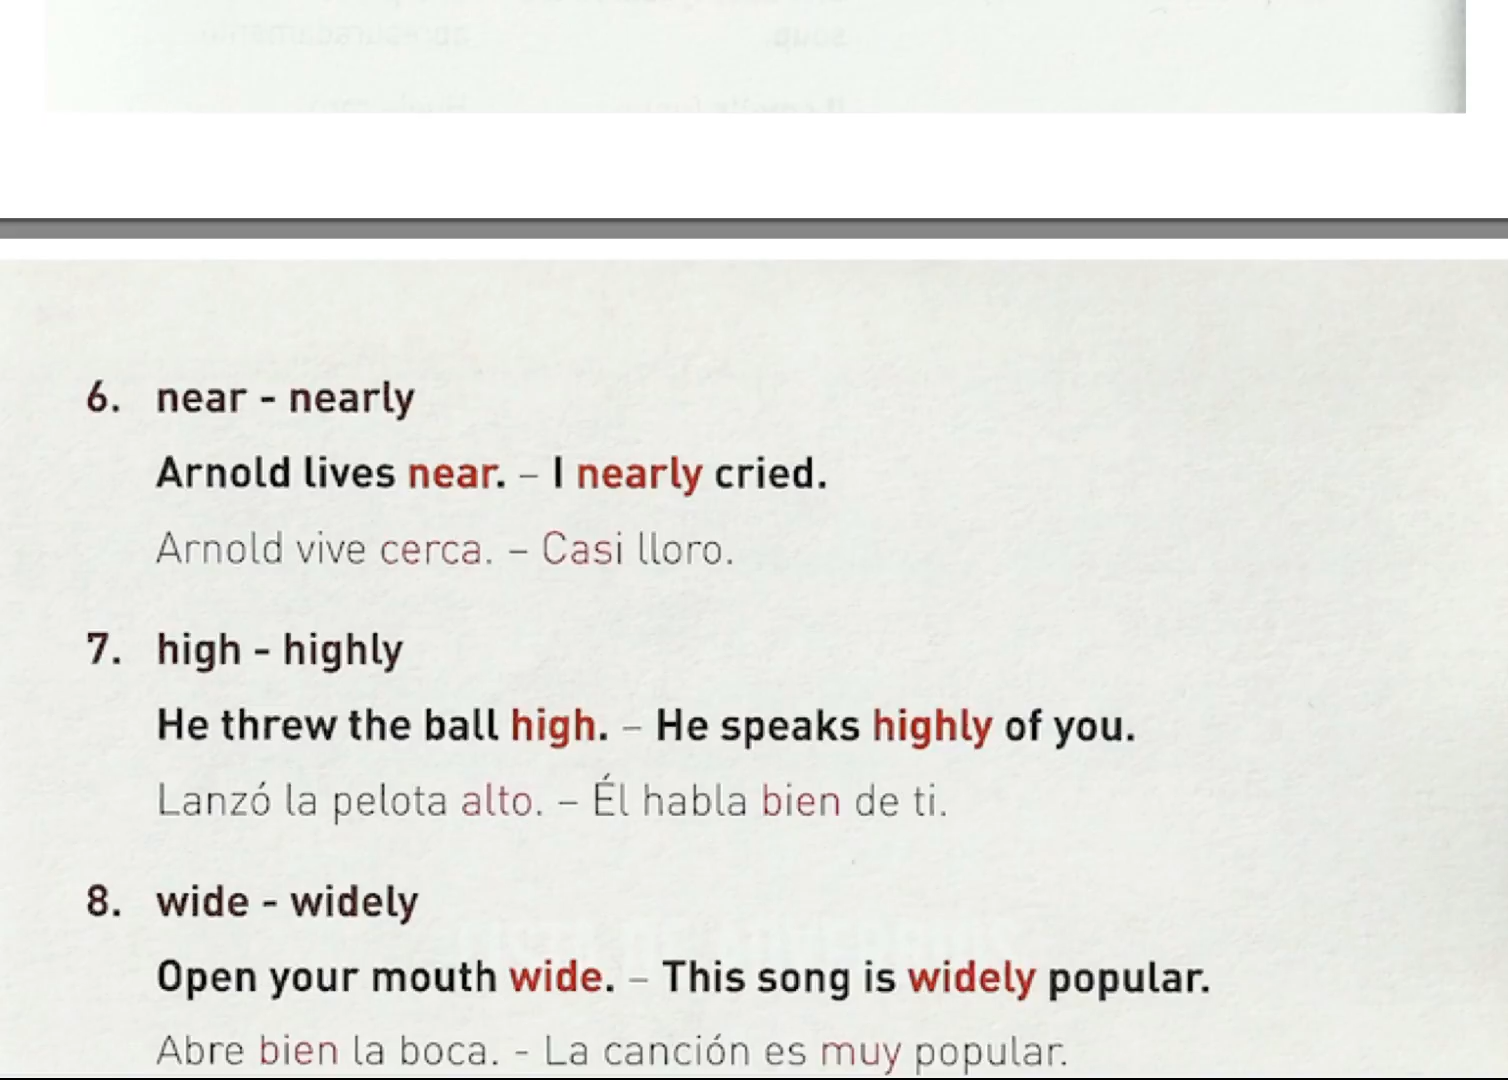 6. near - nearly
Arnold lives near. – I nearly cried.
Arnold vive cerca. – Casi lloro.
7. high - highly
He threw the ball high. – He speaks highly of you.
Lanzó la pelota alto. – Él habla bien de ti.
8. wide - widely
Open your mouth wide. – This song is widely popular.
Abre bien la boca. - La canción es muy popular.